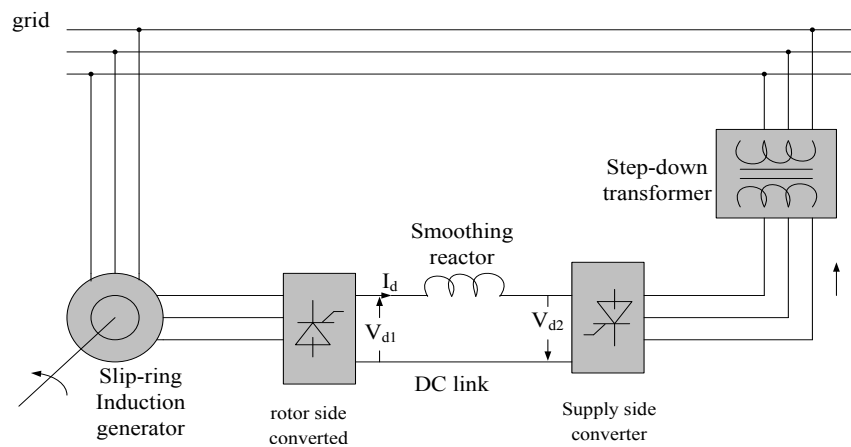 grid
Step-down
transformer
Smoothing
reactor
I_d
V_d1
V_d2
DC link
Slip-ring
Induction
generator
rotor side
converted
Supply side
converter